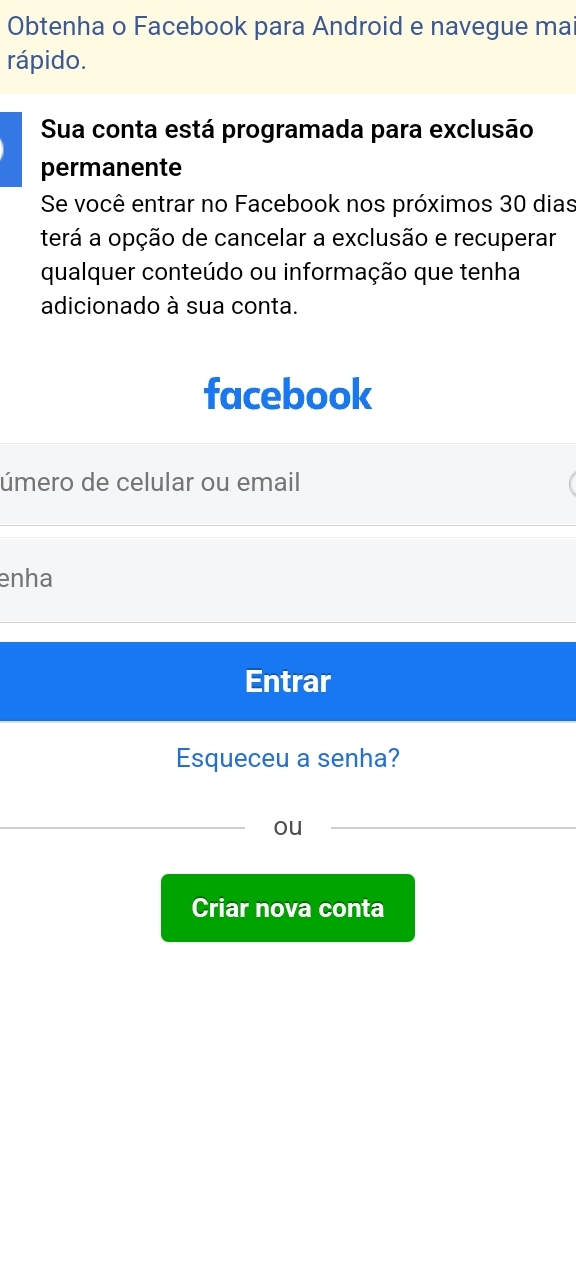 Obtenha o Facebook para Android e navegue mai
rápido.
Sua conta está programada para exclusão
permanente
Se você entrar no Facebook nos próximos 30 dias
terá a opção de cancelar a exclusão e recuperar
qualquer conteúdo ou informação que tenha
adicionado à sua conta.
facebook
úmero de celular ou email
enha
Entrar
Esqueceu a senha?
ou
Criar nova conta